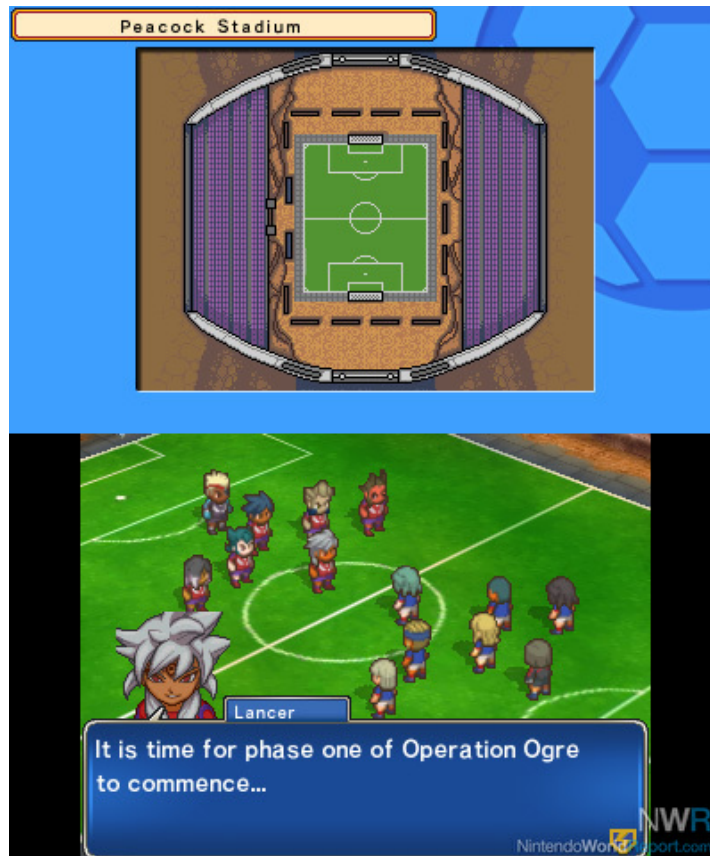 Peacock Stadium
Lancer
It is time for phase one of Operation Ogre
to commence...
NWR
NintendoWorldReport.com